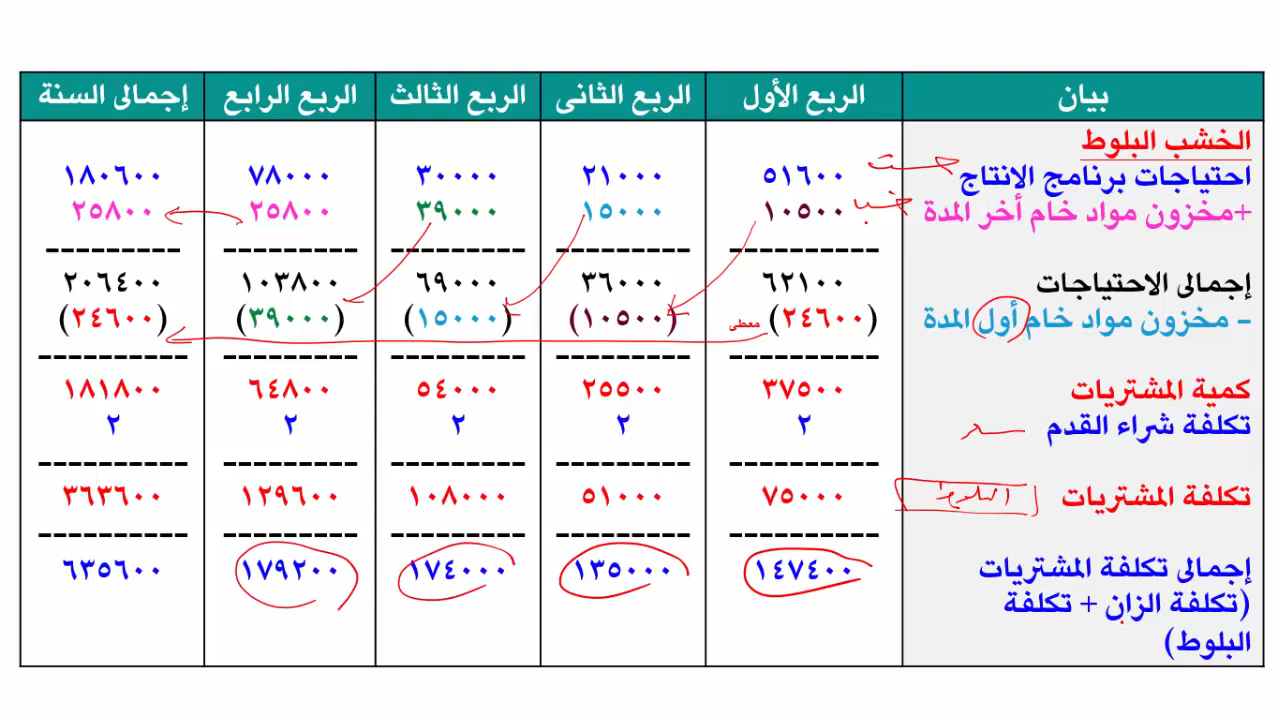 بيان الربع الأول الربع الثانى الربع الثالث الربع الرابع إجمالى السنة
الخشب البلوط
احتياجات برنامج الانتاج ٥١٦٠٠ ٢١٠٠٠ ٣٠٠٠٠ ٧٨٠٠٠ ١٨٠٦٠٠
+مخزون مواد خام أخر المدة ١٠٥٠٠ ١٥٠٠٠ ٣٩٠٠٠ ٢٥٨٠٠ ٢٥٨٠٠
إجمالى الاحتياجات ٦٢١٠٠ ٣٦٠٠٠ ٦٩٠٠٠ ١٠٣٨٠٠ ٢٠٦٤٠٠
- مخزون مواد خام أول المدة (٢٤٦٠٠) معطى (١٠٥٠٠) (١٥٠٠٠) (٣٩٠٠٠) (٢٤٦٠٠)
كمية المشتريات ٣٧٥٠٠ ٢٥٥٠٠ ٥٤٠٠٠ ٦٤٨٠٠ ١٨١٨٠٠
تكلفة شراء القدم ٢ ٢ ٢ ٢ ٢
تكلفة المشتريات البلوط ٧٥٠٠٠ ٥١٠٠٠ ١٠٨٠٠٠ ١٢٩٦٠٠ ٣٦٣٦٠٠
إجمالى تكلفة المشتريات ١٤٧٤٠٠ ١٣٥٠٠٠ ١٧٤٠٠٠ ١٧٩٢٠٠ ٦٣٥٦٠٠
(تكلفة الزان + تكلفة
البلوط)